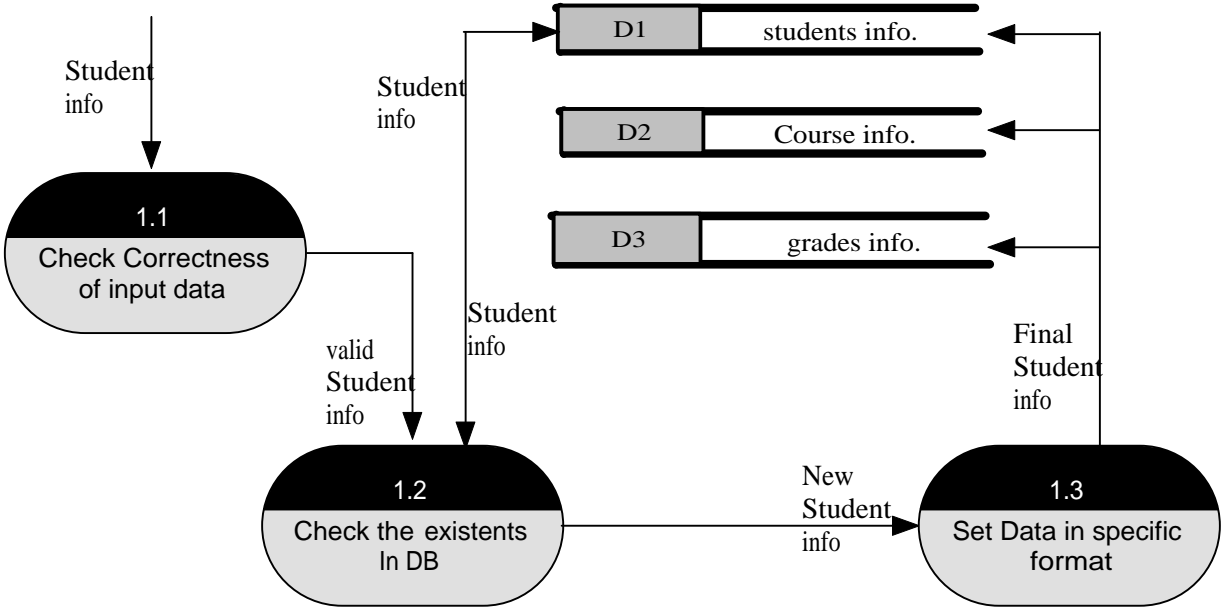 Student
info
Student
info
D1
students info.
D2
Course info.
D3
grades info.
1.1
Check Correctness
of input data
valid
Student
info
Student
info
Final
Student
info
1.2
Check the existents
In DB
New
Student
info
1.3
Set Data in specific
format